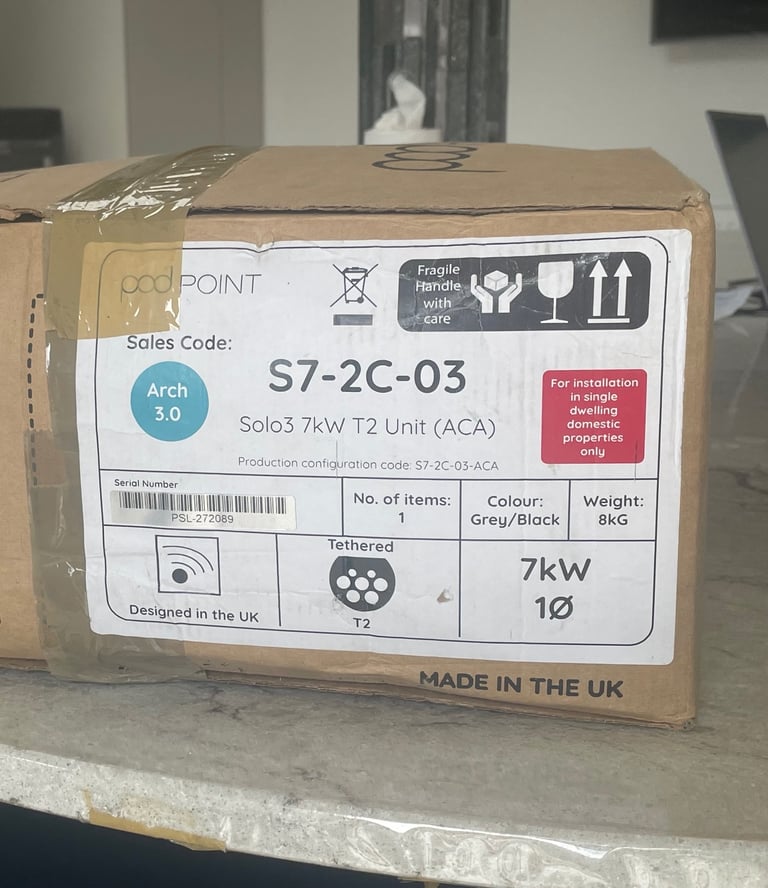 pod
pod POINT
Fragile
Handle
with
care
Sales Code:
S7-2C-03
Arch
3.0
Solo3 7kW T2 Unit (ACA)
For installation
in single
dwelling
domestic
properties
only
Production configuration code: S7-2C-03-ACA
Serial Number
PSL-272089
No. of items:
1
Colour:
Grey/Black
Weight:
8kG
Designed in the UK
Tethered
T2
7kW
1Ø
MADE IN THE UK